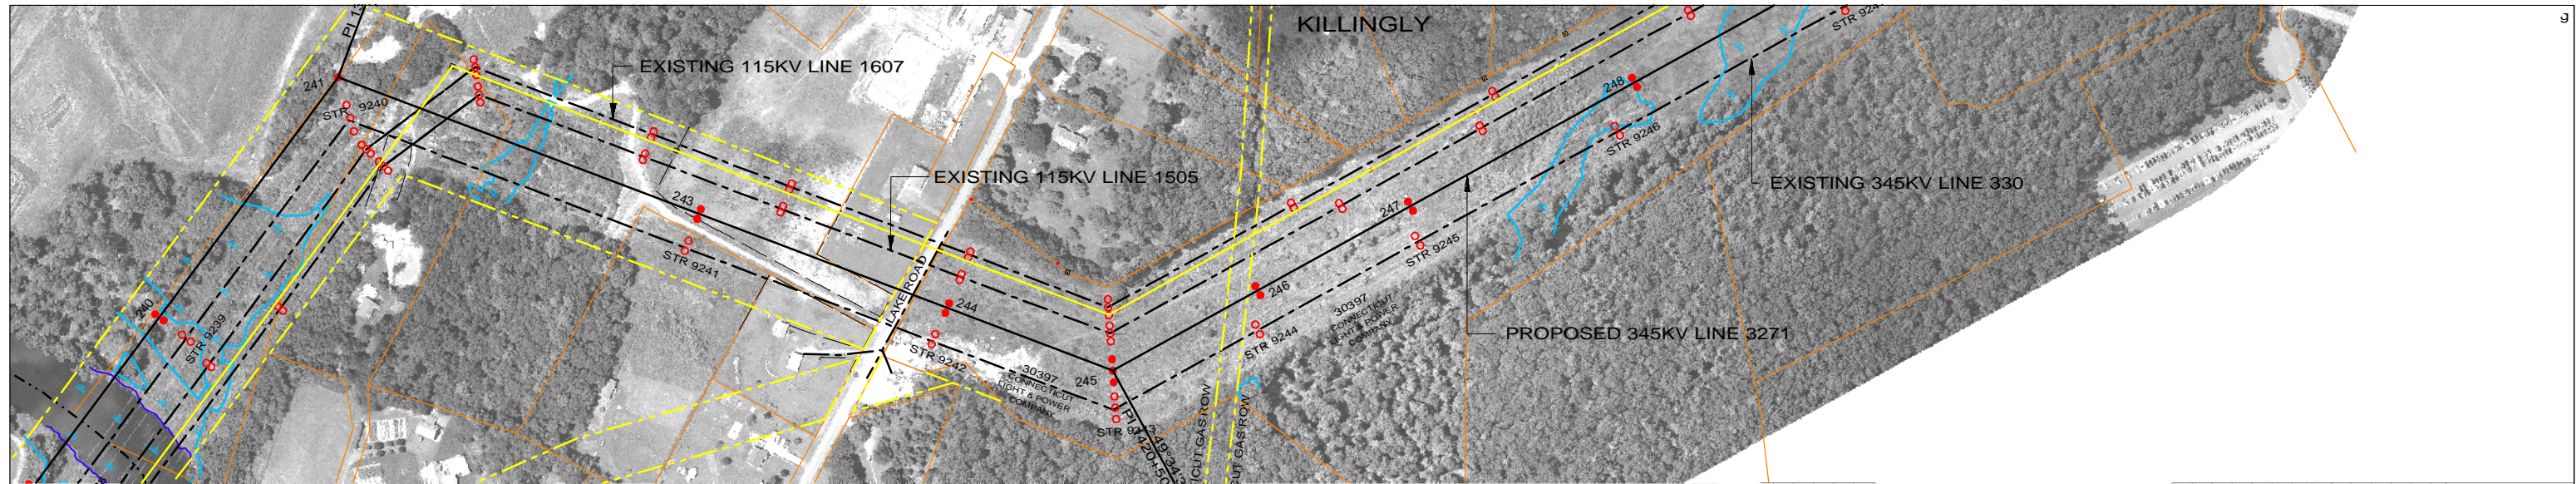 KILLINGLY
g
EXISTING 115KV LINE 1607
241
STR 9240
EXISTING 115KV LINE 1505
EXISTING 345KV LINE 330
248
STR 9246
243
STR 9241
247
STR 9245
LAKE ROAD
240
STR 9239
244
STR 9242
246
STR 9244
30397
CONNECTICUT
LIGHT & POWER
COMPANY
PROPOSED 345KV LINE 3271
245
30397
CONNECTICUT
LIGHT & POWER
COMPANY
GAS ROW
GAS ROW